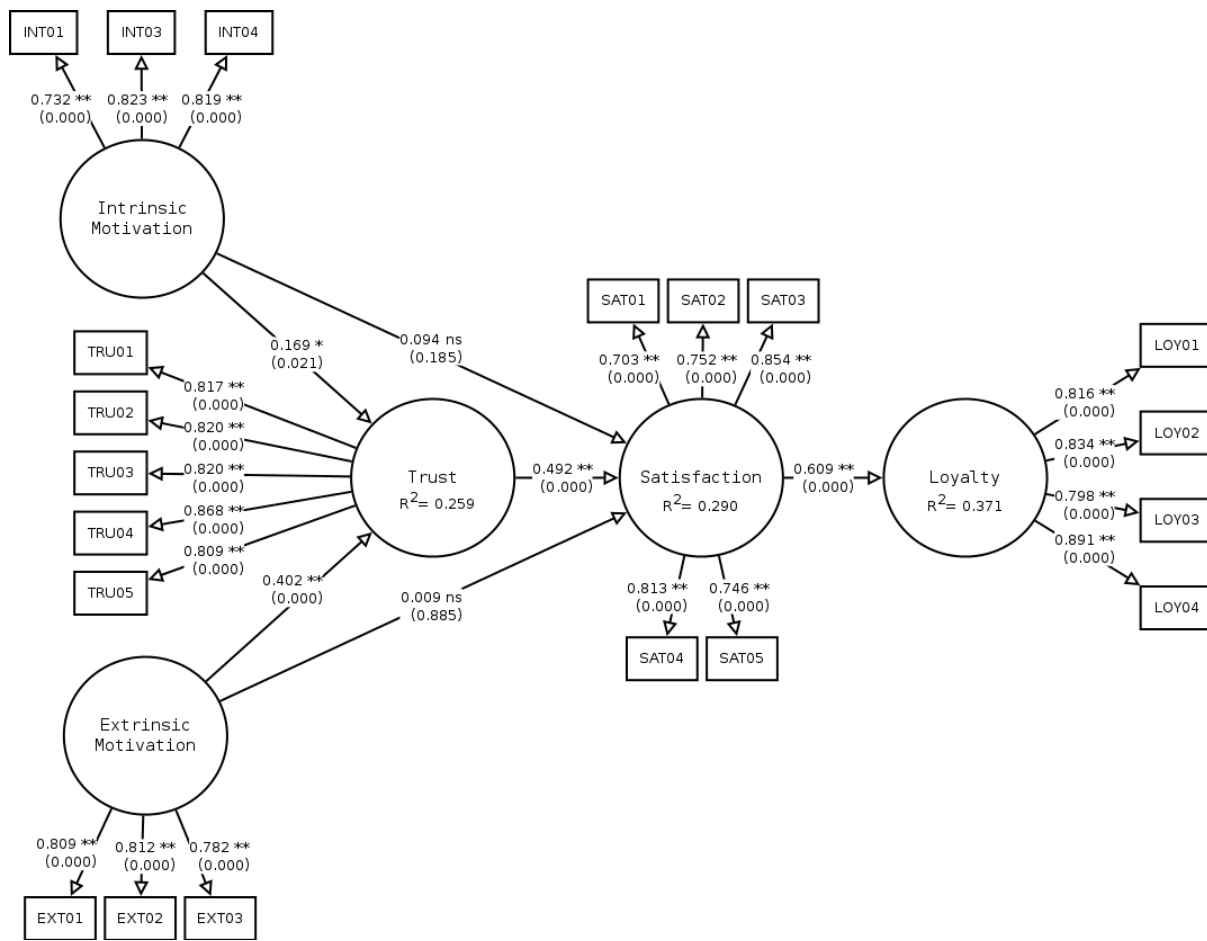 INT01
INT03
INT04
0.732 **
(0.000)
0.823 **
(0.000)
0.819 **
(0.000)
Intrinsic
Motivation
0.094 ns
(0.185)
0.169 *
(0.021)
TRU01
TRU02
TRU03
TRU04
TRU05
0.817 **
(0.000)
0.820 **
(0.000)
0.820 **
(0.000)
0.868 **
(0.000)
0.809 **
(0.000)
Trust
R²= 0.259
0.402 **
(0.000)
0.009 ns
(0.885)
0.492 **
(0.000)
SAT01
SAT02
SAT03
0.703 **
(0.000)
0.752 **
(0.000)
0.854 **
(0.000)
Satisfaction
R²= 0.290
0.813 **
(0.000)
0.746 **
(0.000)
SAT04
SAT05
0.609 **
(0.000)
Loyalty
R²= 0.371
0.816 **
(0.000)
0.834 **
(0.000)
0.798 **
(0.000)
0.891 **
(0.000)
LOY01
LOY02
LOY03
LOY04
Extrinsic
Motivation
0.809 **
(0.000)
0.812 **
(0.000)
0.782 **
(0.000)
EXT01
EXT02
EXT03